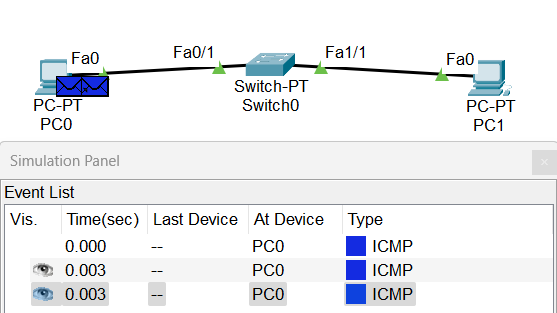 Fa0 Fa0/1 Fa1/1 Fa0
PC-PT Switch-PT PC-PT
PC0 Switch0 PC1
Simulation Panel
Event List
Vis. Time(sec) Last Device At Device Type
0.000 -- PC0 ICMP
0.003 -- PC0 ICMP
0.003 -- PC0 ICMP